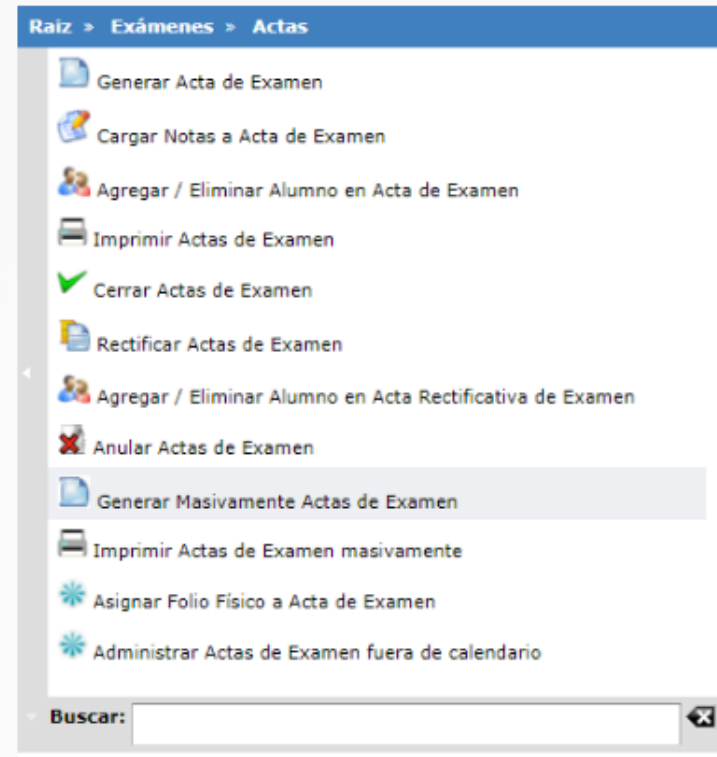 Raiz » Exámenes » Actas
Generar Acta de Examen
Cargar Notas a Acta de Examen
Agregar / Eliminar Alumno en Acta de Examen
Imprimir Actas de Examen
Cerrar Actas de Examen
Rectificar Actas de Examen
Agregar / Eliminar Alumno en Acta Rectificativa de Examen
Anular Actas de Examen
Generar Masivamente Actas de Examen
Imprimir Actas de Examen masivamente
Asignar Folio Físico a Acta de Examen
Administrar Actas de Examen fuera de calendario
Buscar: